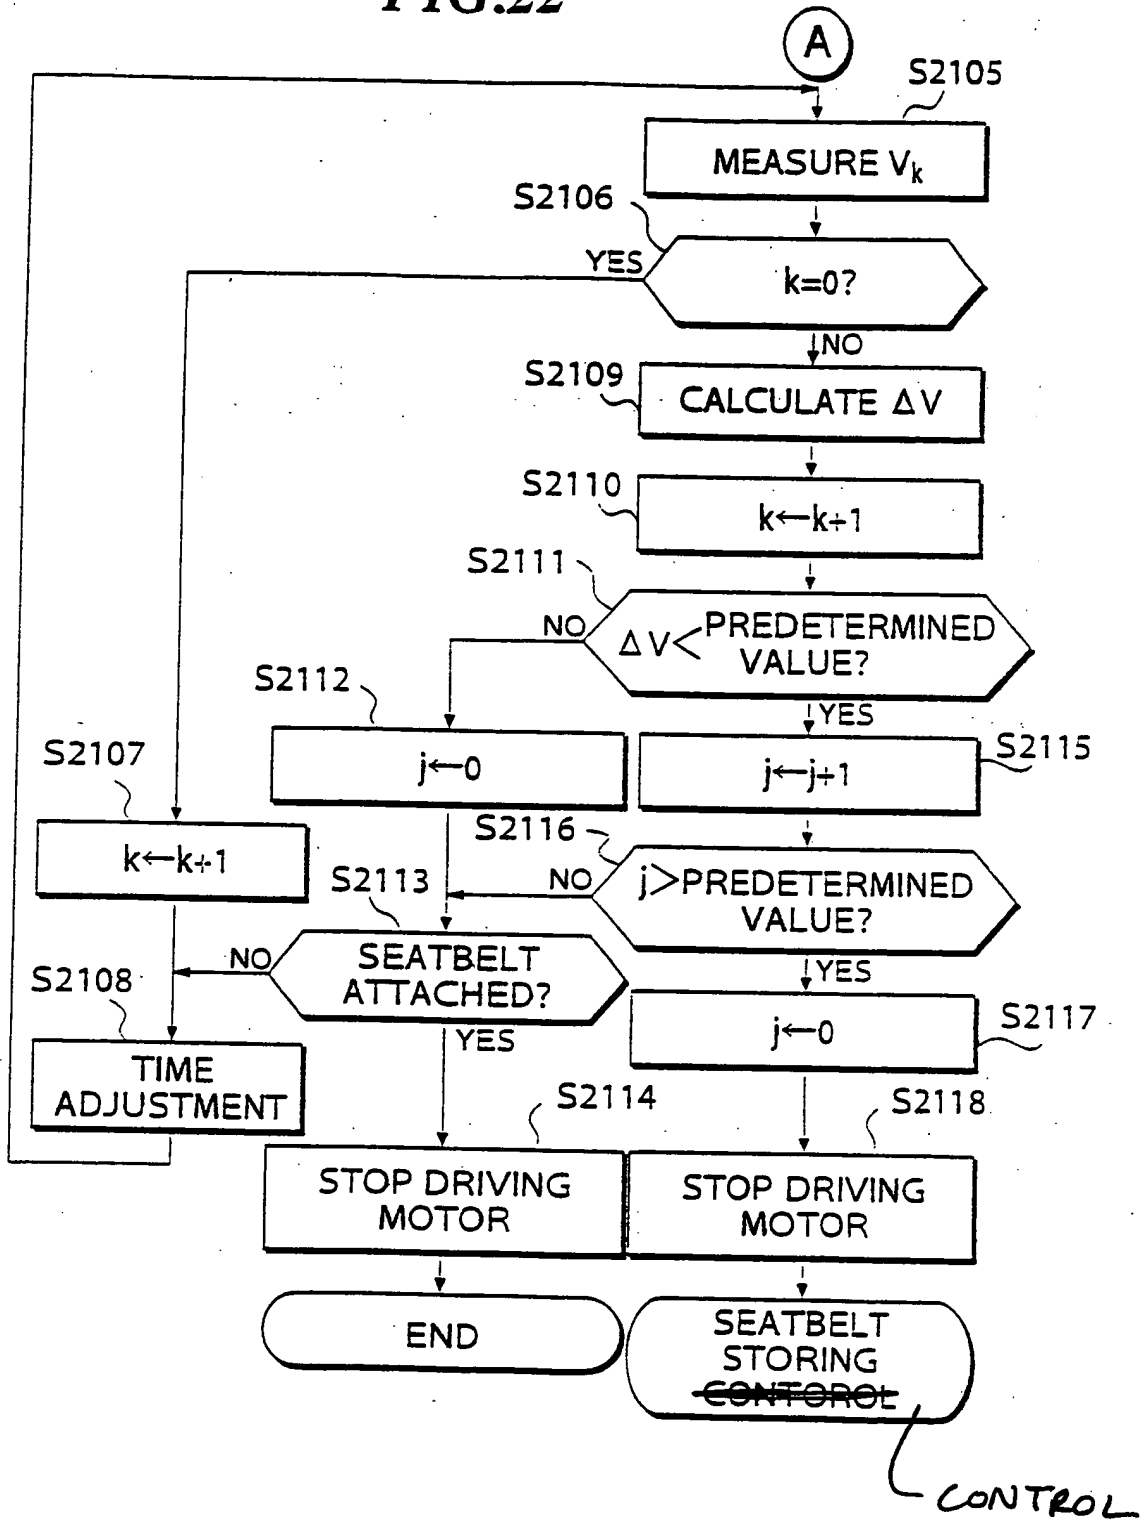 FIG.22
A
S2105
MEASURE Vk
S2106
YES
k=0?
NO
S2109
CALCULATE ΔV
S2110
k←k+1
S2111
NO
ΔV< PREDETERMINED
VALUE?
YES
S2112
j←0
S2115
j←j+1
S2107
k←k+1
S2116
NO
j>PREDETERMINED
VALUE?
YES
S2113
NO
SEATBELT
ATTACHED?
YES
S2108
TIME
ADJUSTMENT
S2117
j←0
S2114
STOP DRIVING
MOTOR
S2118
STOP DRIVING
MOTOR
END
SEATBELT
STORING
CONTOROL
CONTROL